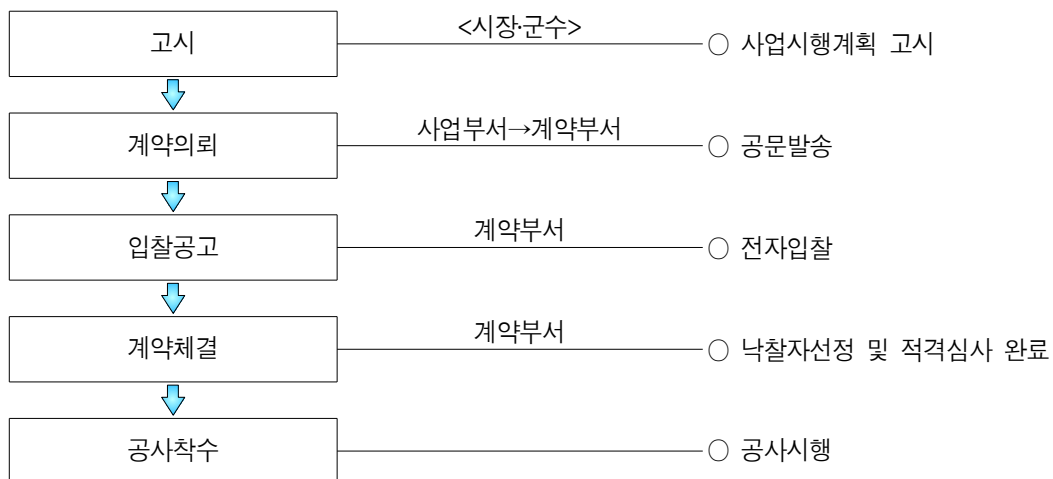 고시 <시장·군수> ○ 사업시행계획 고시
계약의뢰 사업부서→계약부서 ○ 공문발송
입찰공고 계약부서 ○ 전자입찰
계약체결 계약부서 ○ 낙찰자선정 및 적격심사 완료
공사착수 ○ 공사시행